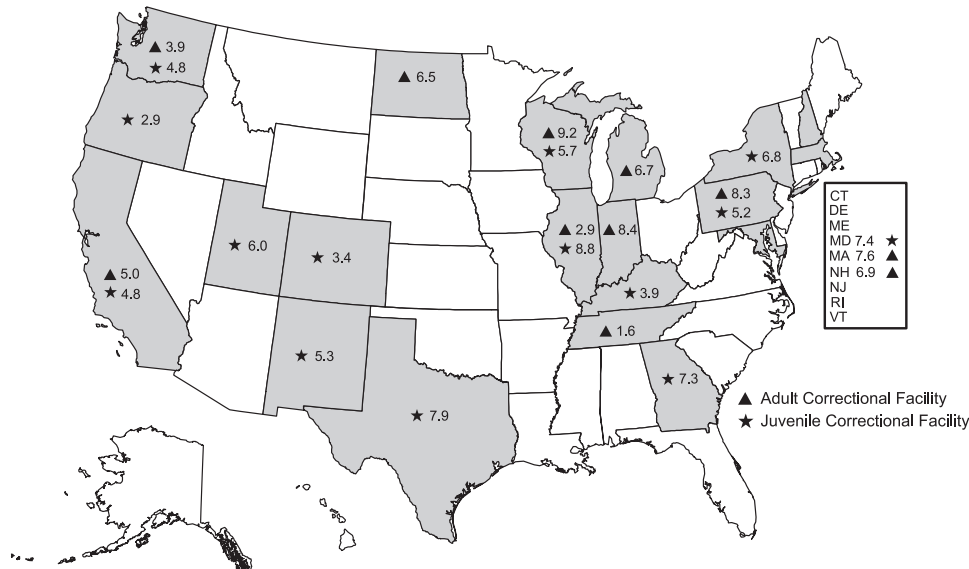 ▲ 3.9
★ 4.8
▲ 6.5
★ 2.9
▲ 9.2
★ 5.7
▲ 6.7
★ 6.8
▲ 8.3
★ 5.2
CT
DE
ME
MD 7.4 ★
MA 7.6 ▲
NH 6.9 ▲
NJ
RI
VT
★ 6.0
★ 3.4
▲ 2.9
★ 8.8
▲ 8.4
▲ 5.0
★ 4.8
★ 3.9
▲ 1.6
★ 5.3
★ 7.3
★ 7.9
▲ Adult Correctional Facility
★ Juvenile Correctional Facility